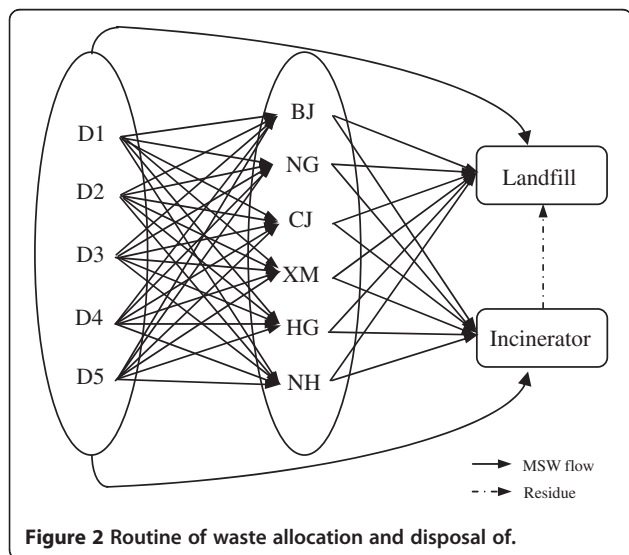 D1
D2
D3
D4
D5
BJ
NG
CJ
XM
HG
NH
Landfill
Incinerator
MSW flow
Residue
Figure 2 Routine of waste allocation and disposal of.